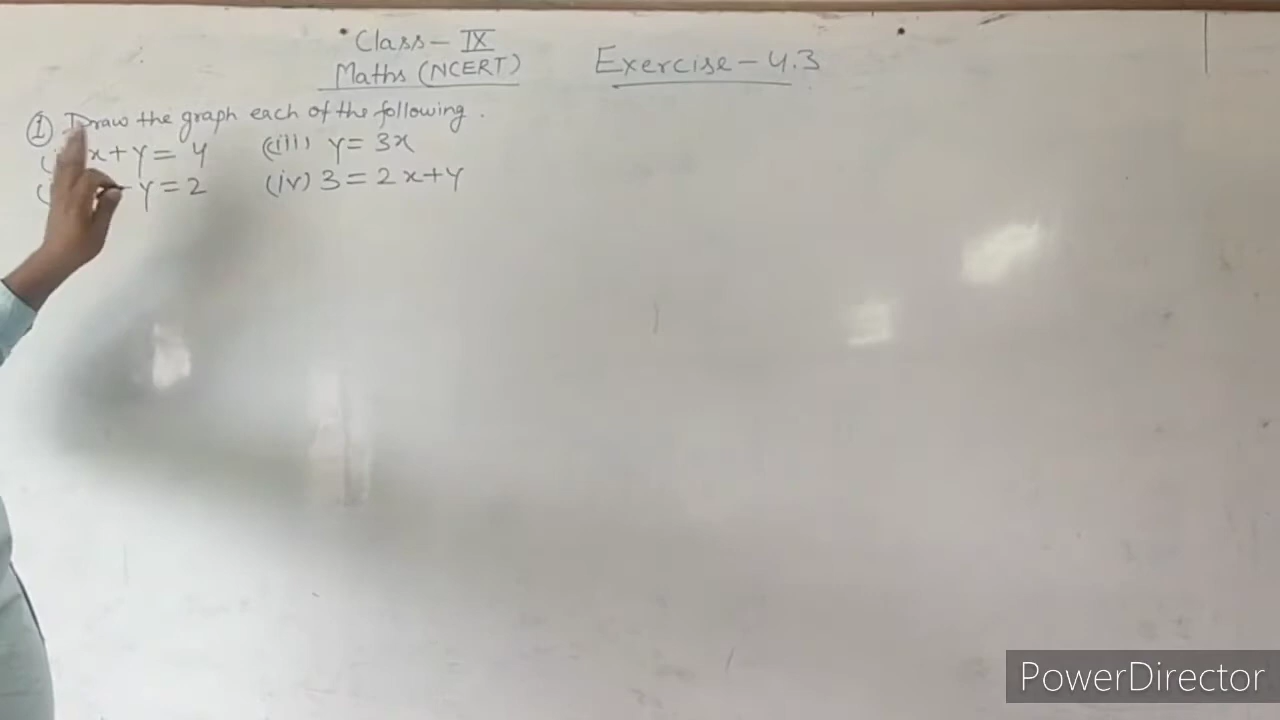 Class - IX
Maths (NCERT)
Exercise - 4.3
① Draw the graph each of the following.
x + y = 4 (iii) y = 3x
- y = 2 (iv) 3 = 2x + y
PowerDirector